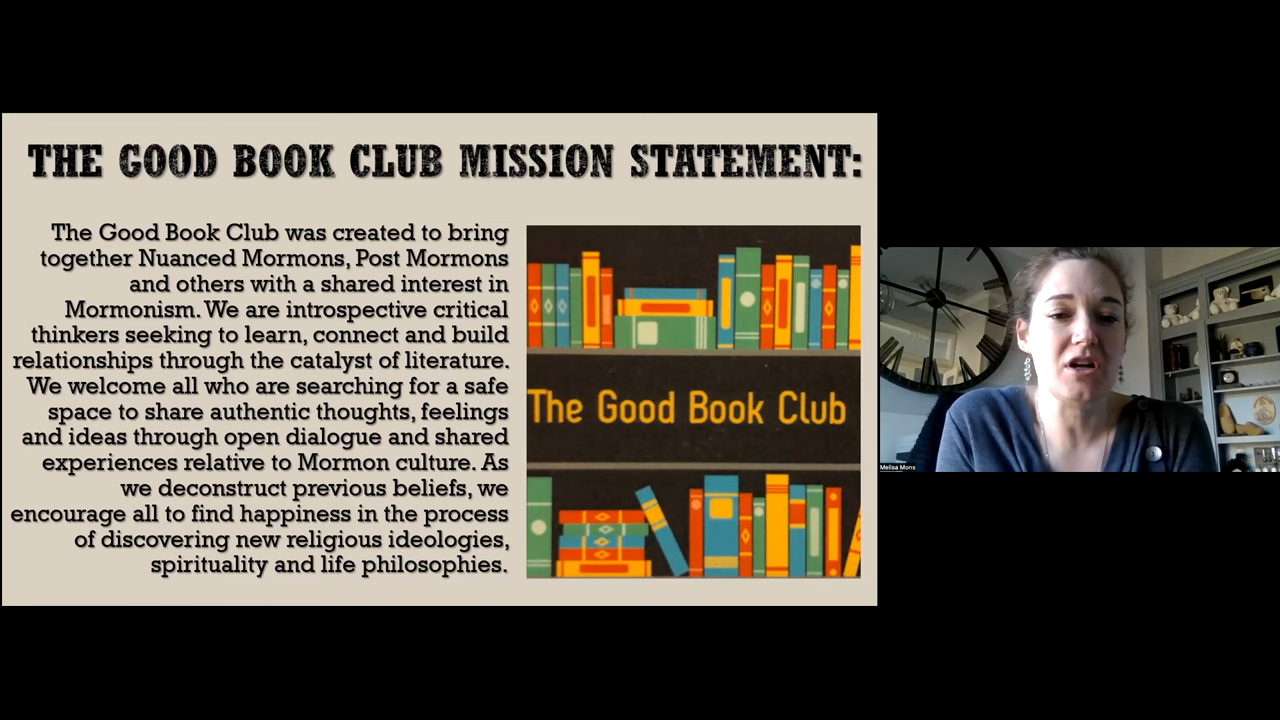 THE GOOD BOOK CLUB MISSION STATEMENT:
The Good Book Club was created to bring
together Nuanced Mormons, Post Mormons
and others with a shared interest in
Mormonism. We are introspective critical
thinkers seeking to learn, connect and build
relationships through the catalyst of literature.
We welcome all who are searching for a safe
space to share authentic thoughts, feelings
and ideas through open dialogue and shared
experiences relative to Mormon culture. As
we deconstruct previous beliefs, we
encourage all to find happiness in the process
of discovering new religious ideologies,
spirituality and life philosophies.
The Good Book Club
Melisa Mons